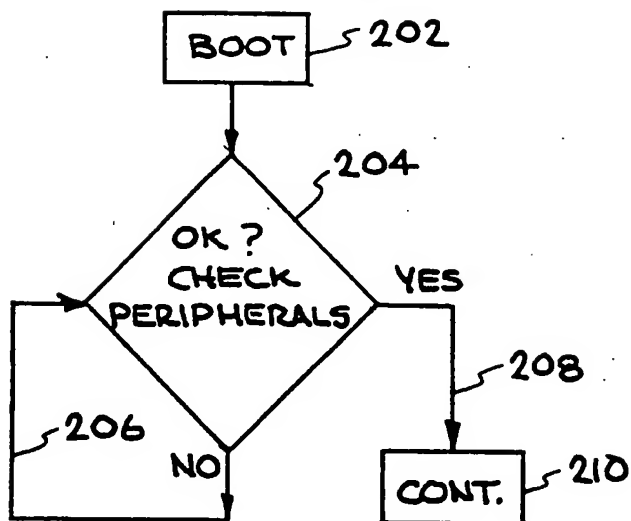 BOOT
202
204
OK?
CHECK
PERIPHERALS
YES
208
206
NO
CONT.
210